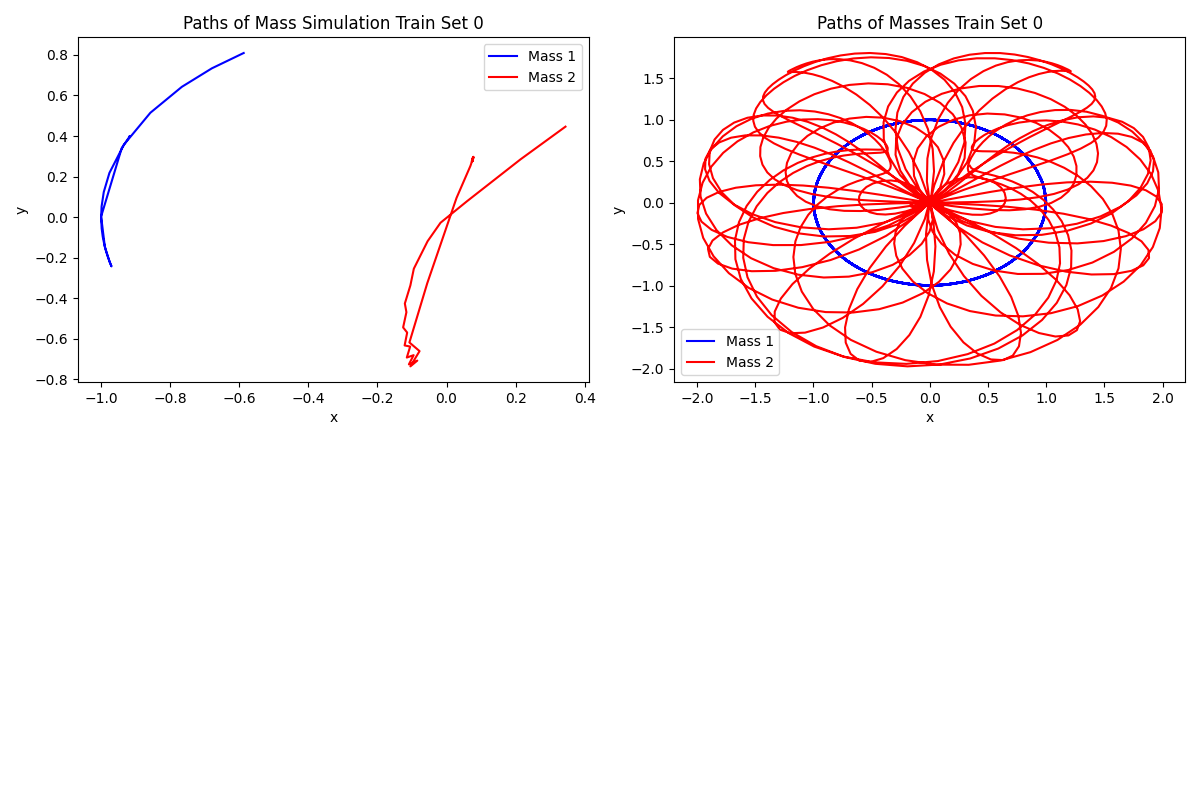 Paths of Mass Simulation Train Set 0
0.8
0.6
0.4
0.2
0.0
−0.2
−0.4
−0.6
−0.8
y
−1.0 −0.8 −0.6 −0.4 −0.2 0.0 0.2 0.4
x
Mass 1
Mass 2
Paths of Masses Train Set 0
1.5
1.0
0.5
0.0
−0.5
−1.0
−1.5
−2.0
y
−2.0 −1.5 −1.0 −0.5 0.0 0.5 1.0 1.5 2.0
x
Mass 1
Mass 2